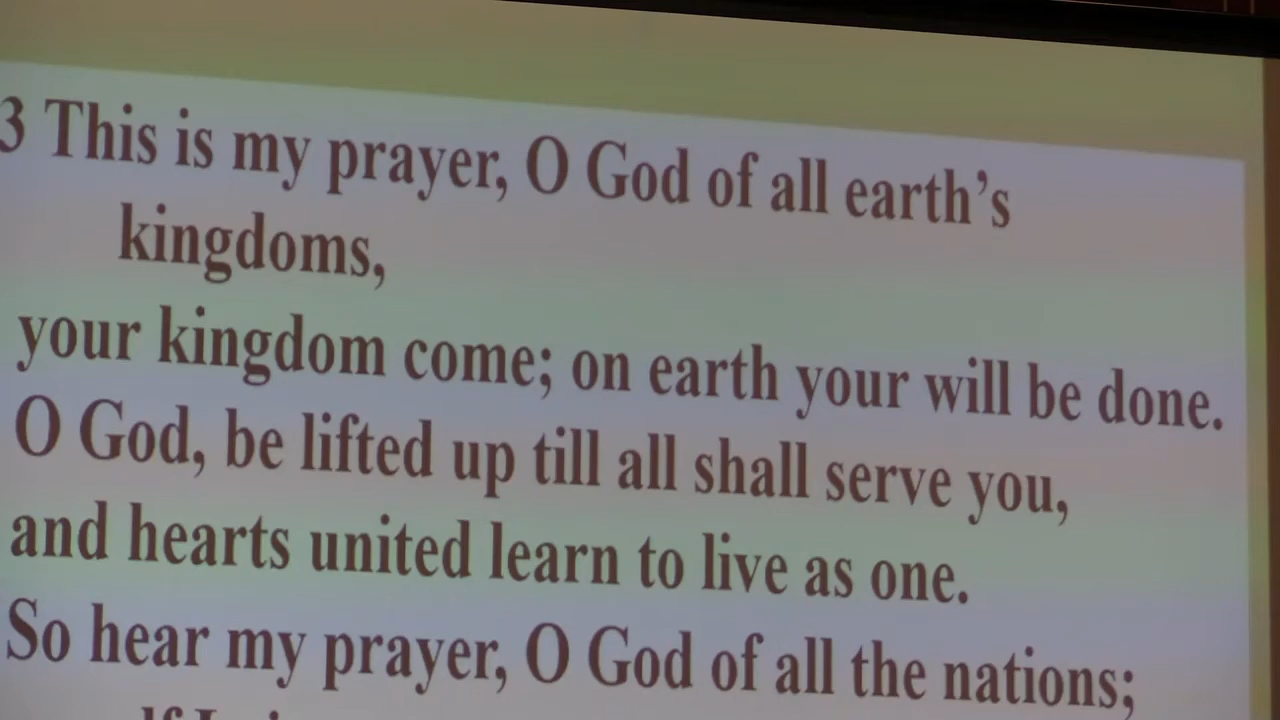 3 This is my prayer, O God of all earth’s
kingdoms,
your kingdom come; on earth your will be done.
O God, be lifted up till all shall serve you,
and hearts united learn to live as one.
So hear my prayer, O God of all the nations;